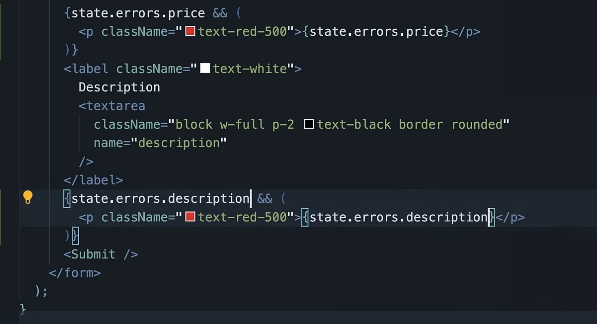 {state.errors.price && (
<p className="text-red-500">{state.errors.price}</p>
)}
<label className="text-white">
Description
<textarea
className="block w-full p-2 text-black border rounded"
name="description"
/>
</label>
{state.errors.description && (
<p className="text-red-500">{state.errors.description}</p>
)}
<Submit />
</form>
);
}